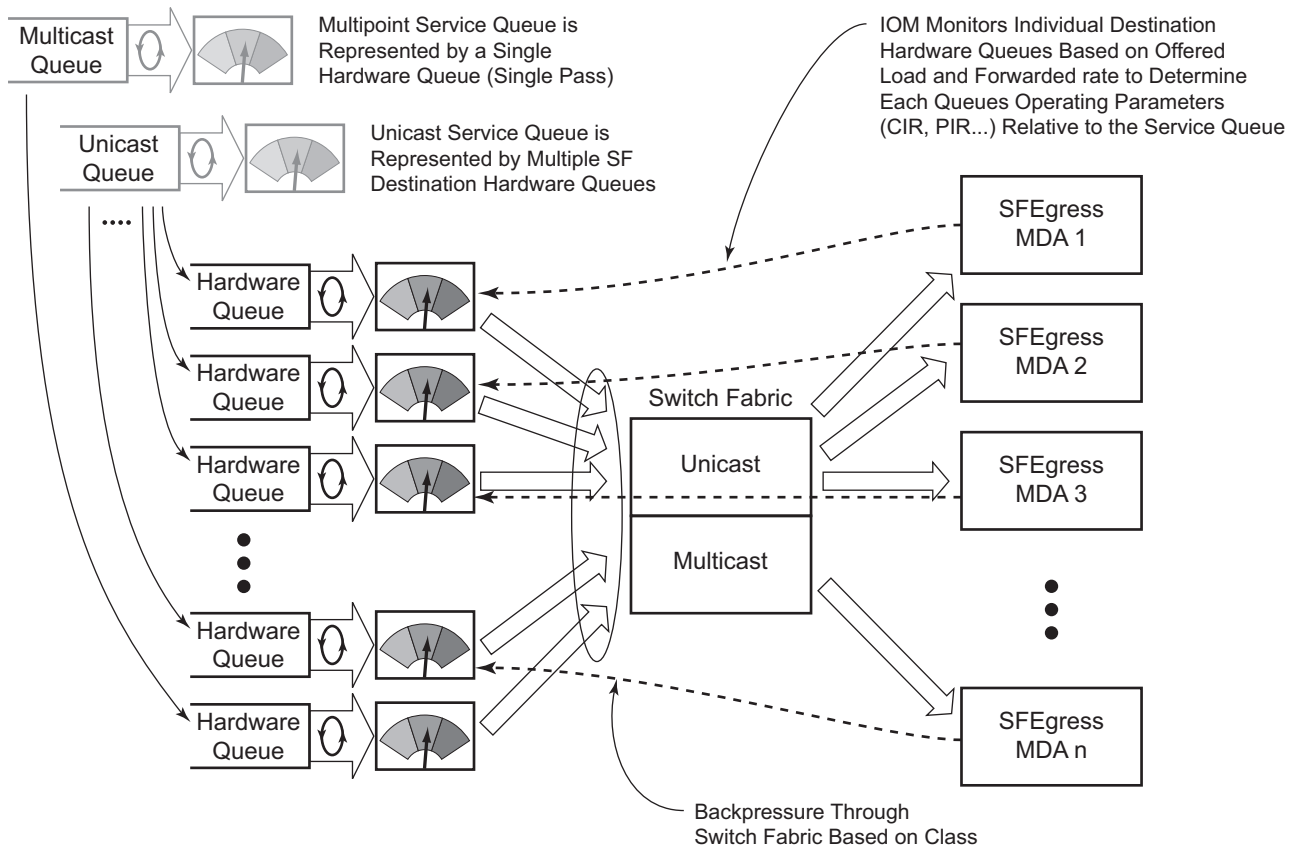 Multicast
Queue
Multipoint Service Queue is
Represented by a Single
Hardware Queue (Single Pass)
IOM Monitors Individual Destination
Hardware Queues Based on Offered
Load and Forwarded rate to Determine
Each Queues Operating Parameters
(CIR, PIR...) Relative to the Service Queue
Unicast
Queue
Unicast Service Queue is
Represented by Multiple SF
Destination Hardware Queues
SFEgress
MDA 1
Hardware
Queue
SFEgress
MDA 2
Hardware
Queue
Switch Fabric
Unicast
Multicast
Hardware
Queue
SFEgress
MDA 3
Hardware
Queue
Hardware
Queue
SFEgress
MDA n
Backpressure Through
Switch Fabric Based on Class